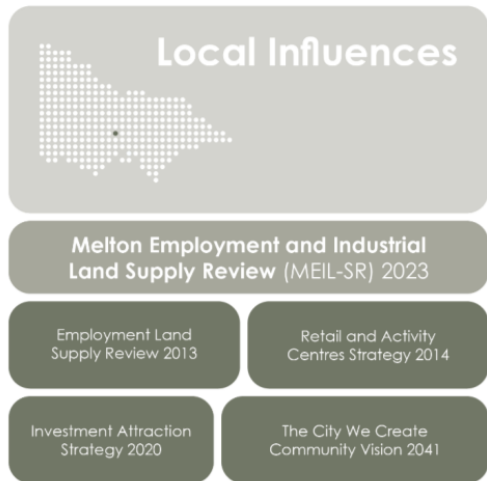 Local Influences
Melton Employment and Industrial
Land Supply Review (MEIL-SR) 2023
Employment Land
Supply Review 2013
Retail and Activity
Centres Strategy 2014
Investment Attraction
Strategy 2020
The City We Create
Community Vision 2041